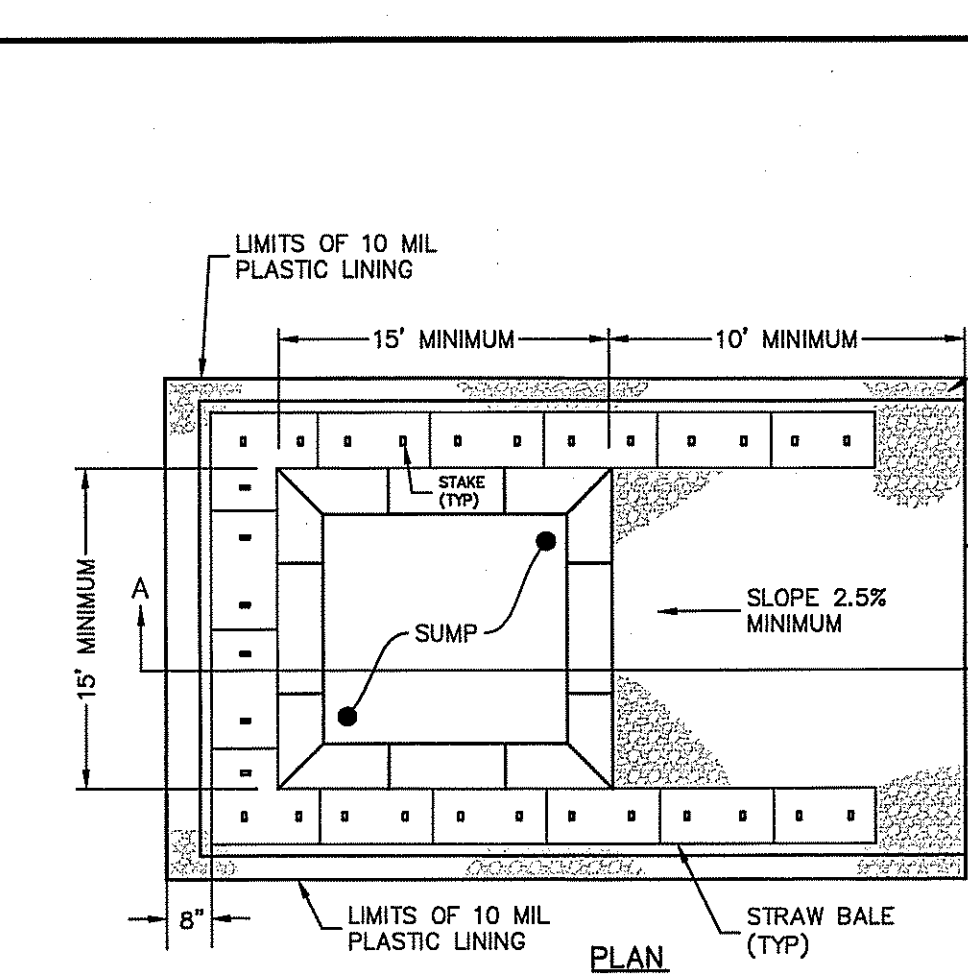 LIMITS OF 10 MIL
PLASTIC LINING
15' MINIMUM
10' MINIMUM
STAKE
(TYP)
15' MINIMUM
A
SUMP
SLOPE 2.5%
MINIMUM
8"
LIMITS OF 10 MIL
PLASTIC LINING
STRAW BALE
(TYP)
PLAN